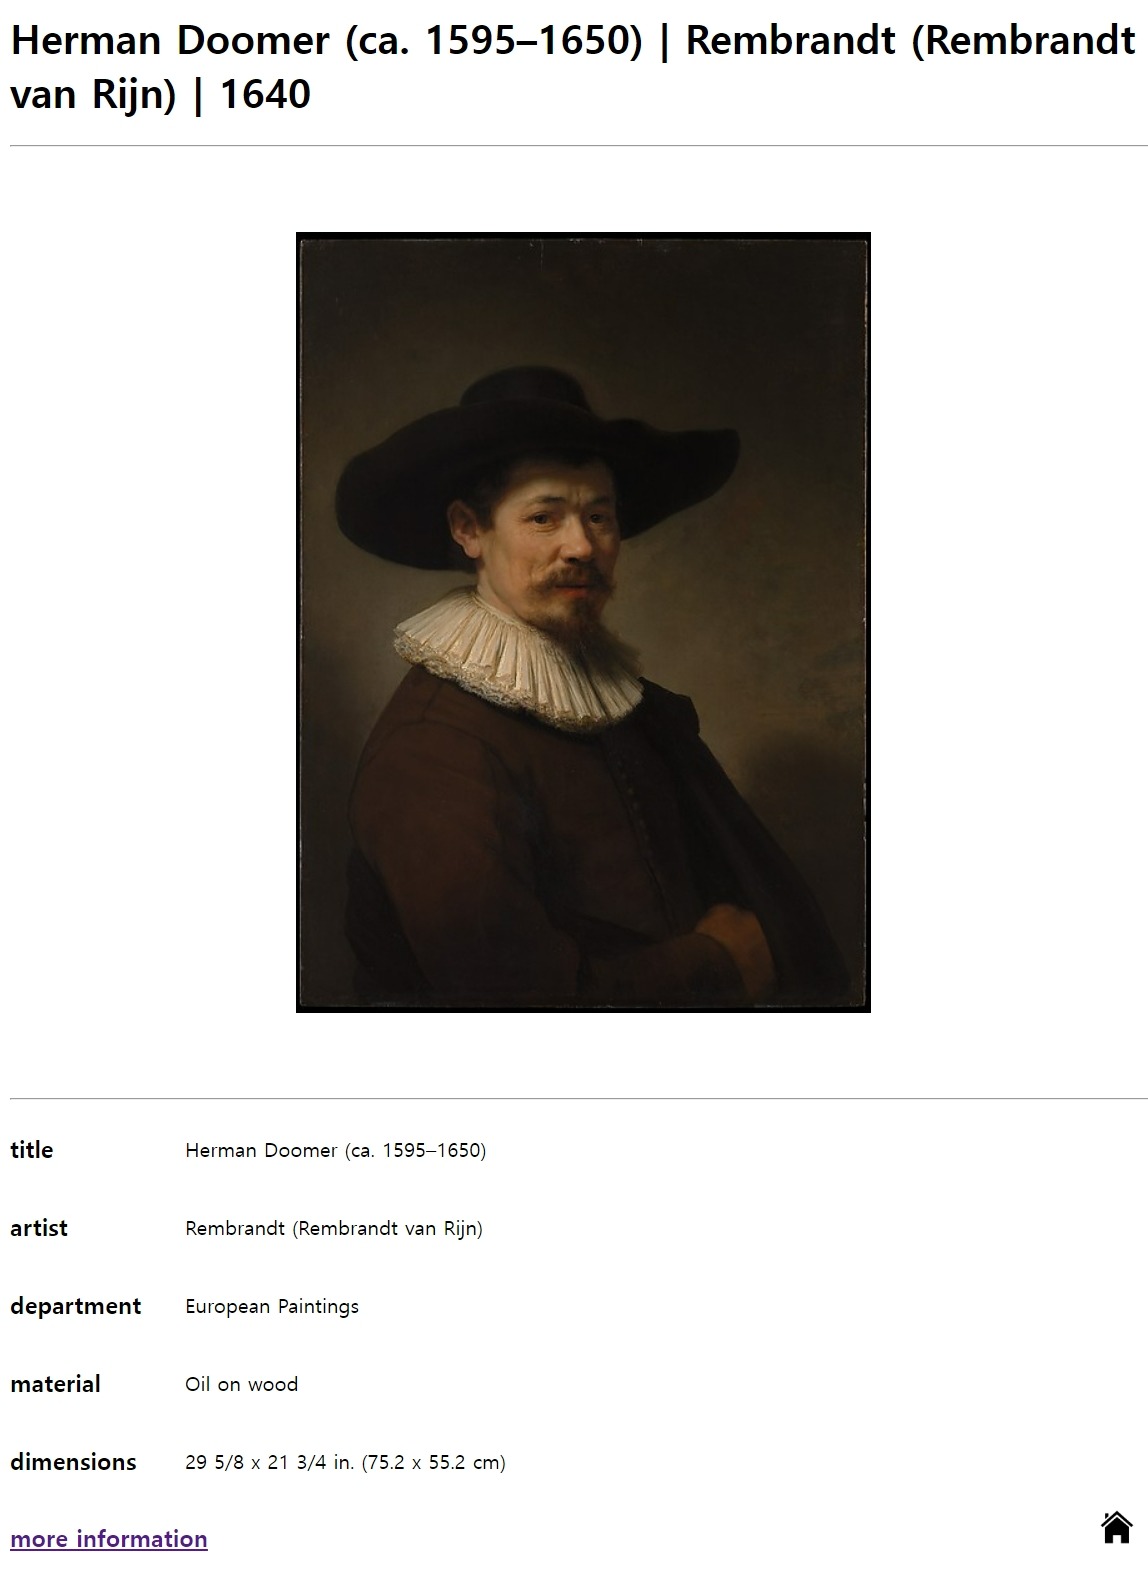 Herman Doomer (ca. 1595–1650) | Rembrandt (Rembrandt
van Rijn) | 1640
title Herman Doomer (ca. 1595–1650)
artist Rembrandt (Rembrandt van Rijn)
department European Paintings
material Oil on wood
dimensions 29 5/8 x 21 3/4 in. (75.2 x 55.2 cm)
more information